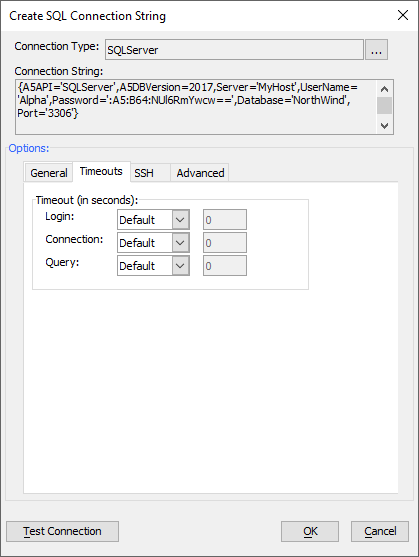 Create SQL Connection String
Connection Type: SQLServer ...
Connection String:
{A5API='SQLServer',A5DBVersion=2017,Server='MyHost',UserName=
'Alpha',Password=':A5:B64:NUl6RmYwcw==',Database='NorthWind',
Port='3306'}
Options:
General Timeouts SSH Advanced
Timeout (in seconds):
Login: Default 0
Connection: Default 0
Query: Default 0
Test Connection OK Cancel